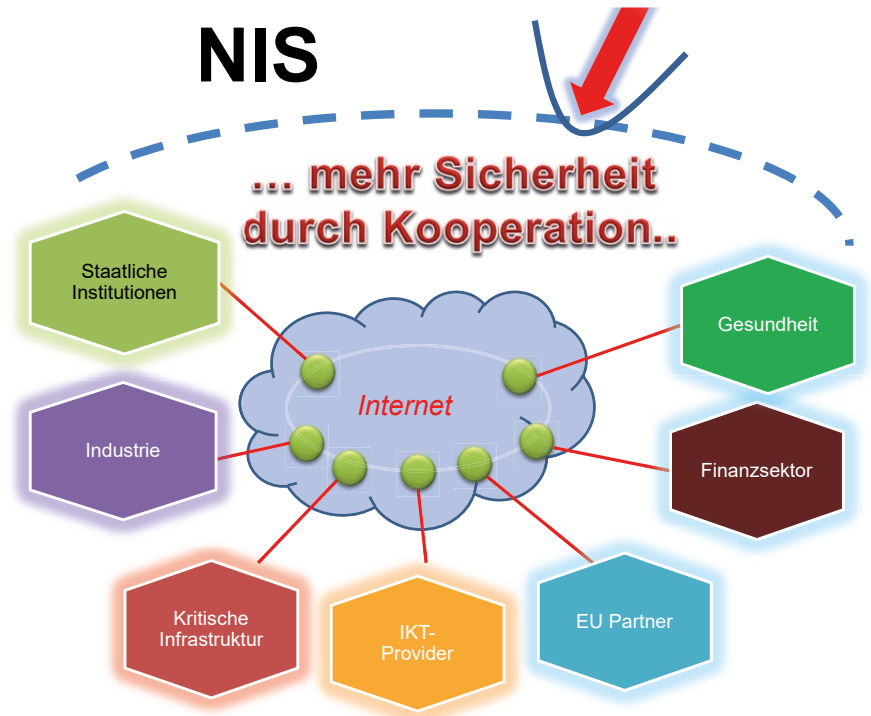 NIS
... mehr Sicherheit
durch Kooperation..
Staatliche
Institutionen
Gesundheit
Internet
Industrie
Finanzsektor
Kritische
Infrastruktur
IKT-
Provider
EU Partner